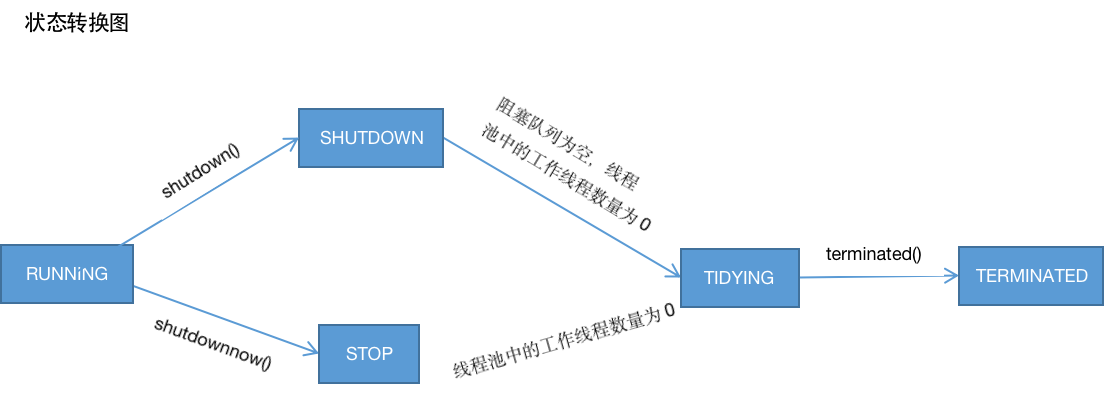 状态转换图
阻塞队列为空，线程
池中的工作线程数量为 0
SHUTDOWN
shutdown()
RUNNiNG
TIDYING
terminated()
TERMINATED
shutdownnow()
STOP
线程池中的工作线程数量为 0